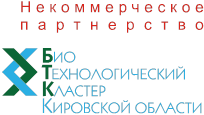 Некоммерческое
партнерство
Био
Технологический
Кластер
Кировской области